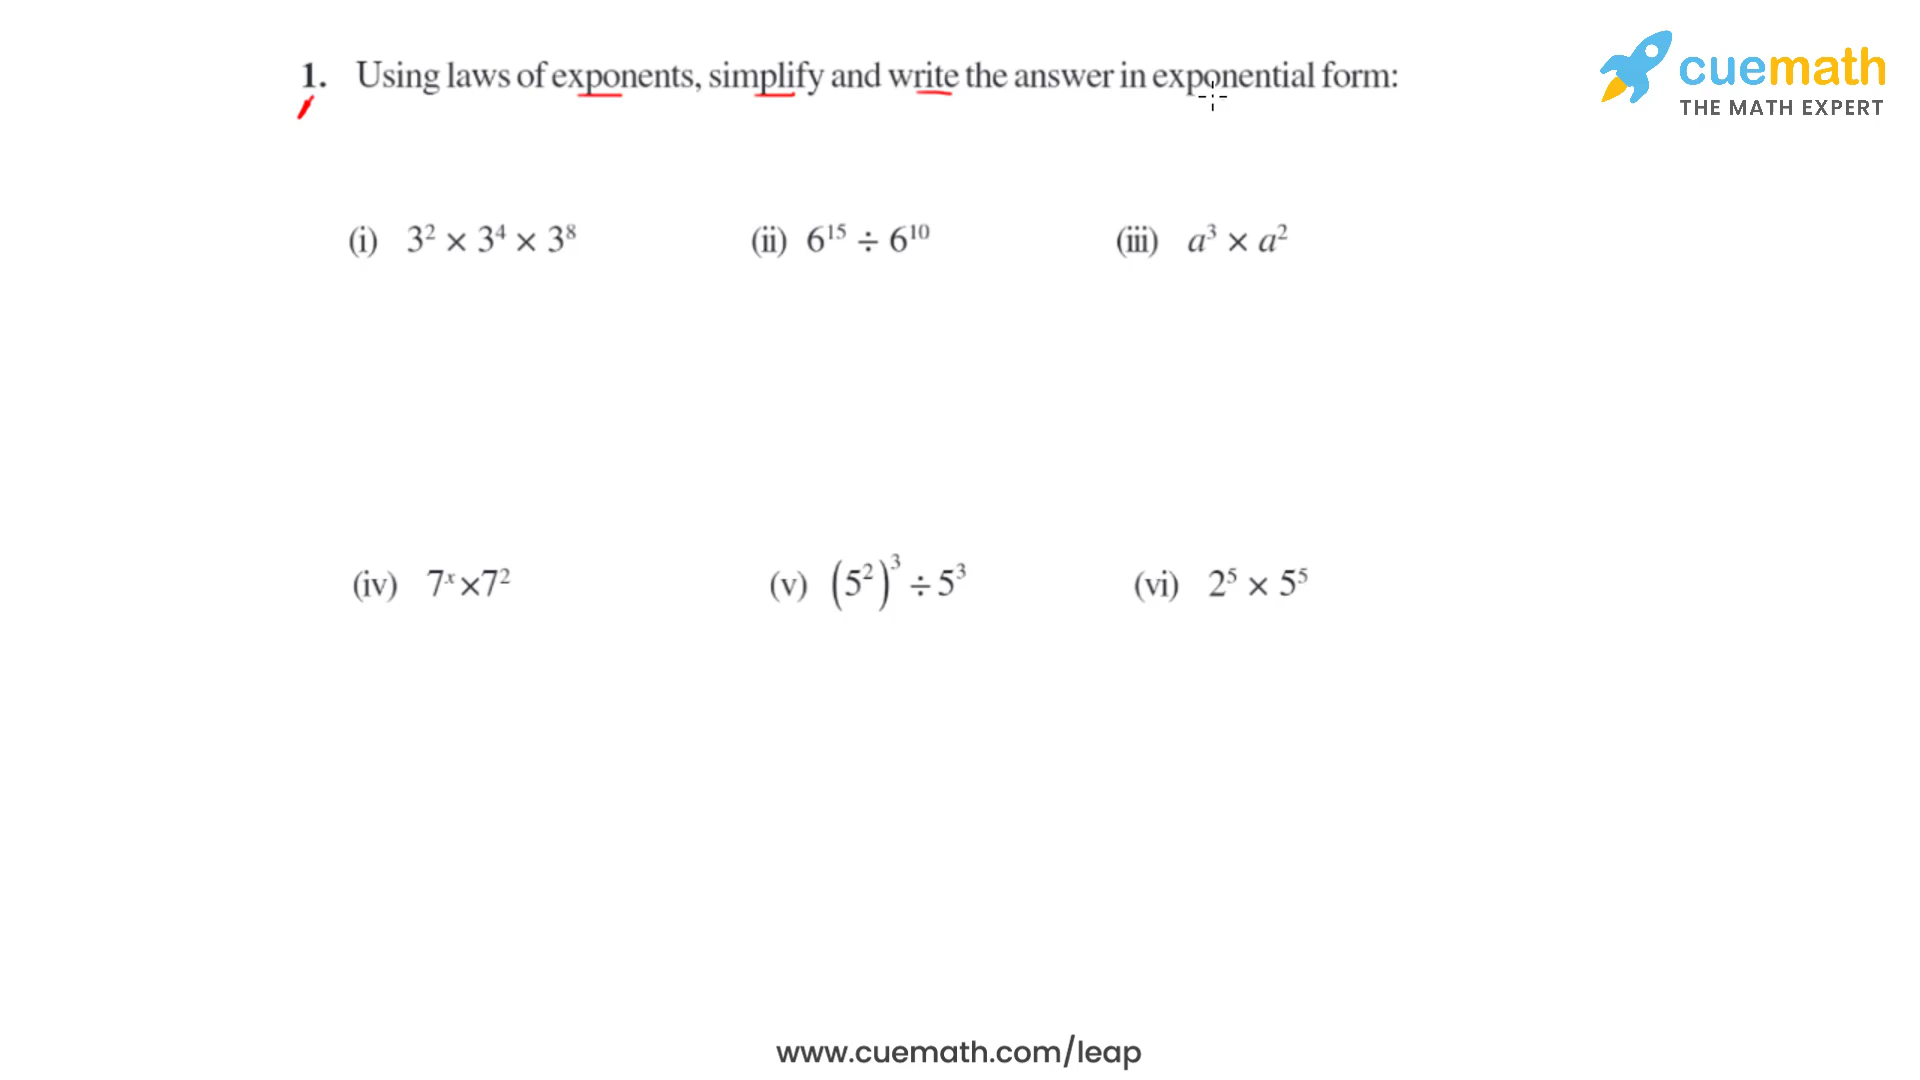 1. Using laws of exponents, simplify and write the answer in exponential form:
cuemath
THE MATH EXPERT
(i) 3² × 3⁴ × 3⁸ (ii) 6¹⁵ ÷ 6¹⁰ (iii) a³ × a²
(iv) 7ˣ×7² (v) (5²)³ ÷ 5³ (vi) 2⁵ × 5⁵
www.cuemath.com/leap